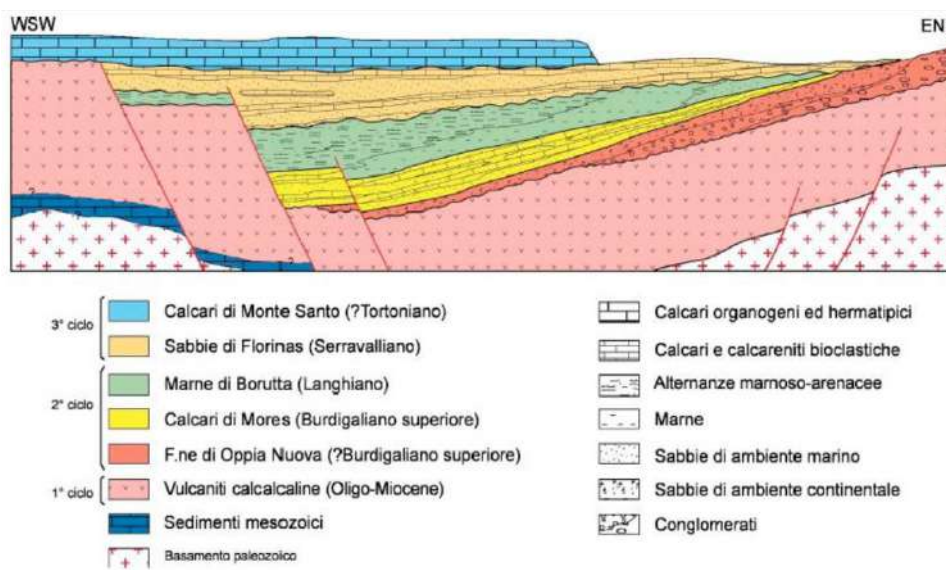 WSW
EN
?
?
?
3° ciclo
Calcari di Monte Santo (?Tortoniano)
Sabbie di Florinas (Serravalliano)
2° ciclo
Marne di Borutta (Langhiano)
Calcari di Mores (Burdigaliano superiore)
F.ne di Oppia Nuova (?Burdigaliano superiore)
1° ciclo
Vulcaniti calcalcaline (Oligo-Miocene)
Sedimenti mesozoici
Basamento paleozoico
Calcari organogeni ed hermatipici
Calcari e calcareniti bioclastiche
Alternanze marnoso-arenacee
Marne
Sabbie di ambiente marino
Sabbie di ambiente continentale
Conglomerati